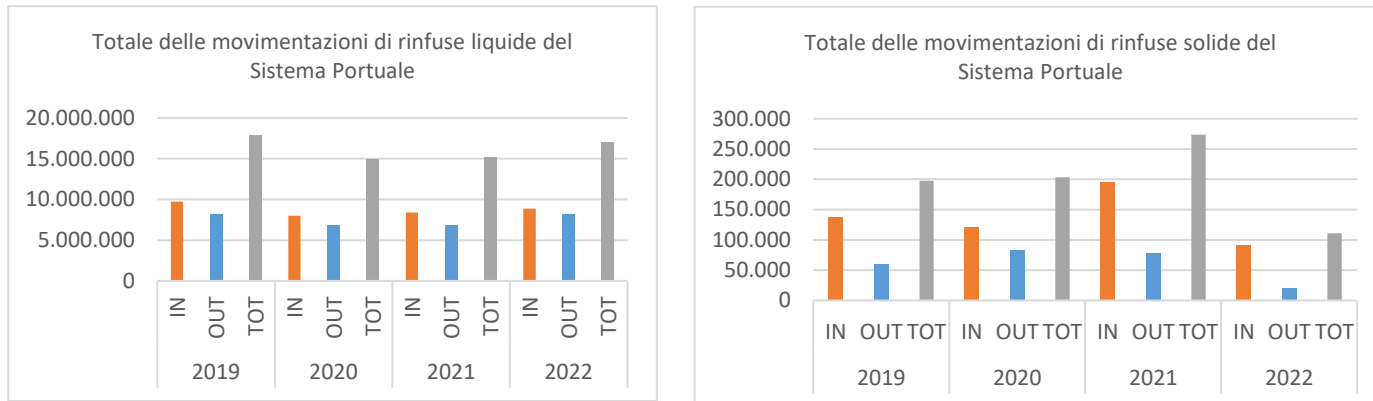 Totale delle movimentazioni di rinfuse liquide del
Sistema Portuale
20.000.000
15.000.000
10.000.000
5.000.000
0
IN OUT TOT IN OUT TOT IN OUT TOT IN OUT TOT
2019 2020 2021 2022
Totale delle movimentazioni di rinfuse solide del
Sistema Portuale
300.000
250.000
200.000
150.000
100.000
50.000
0
IN OUT TOT IN OUT TOT IN OUT TOT IN OUT TOT
2019 2020 2021 2022